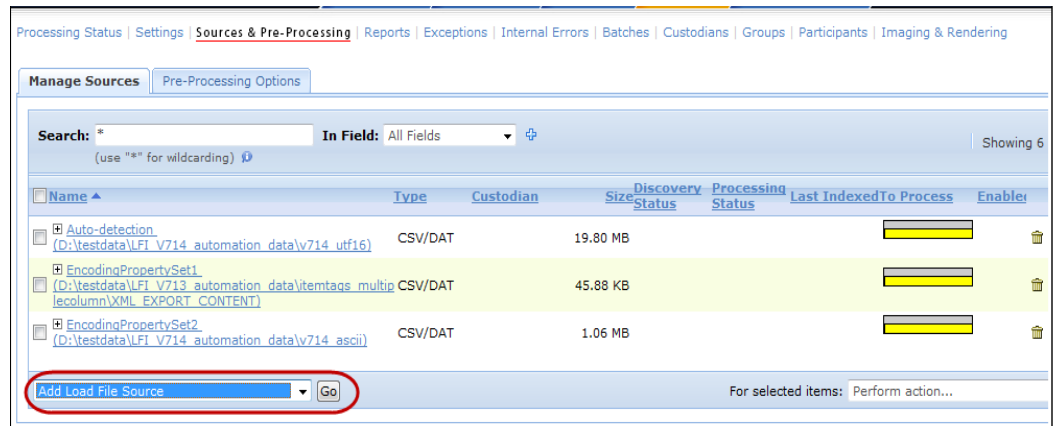 Processing Status | Settings | Sources & Pre-Processing | Reports | Exceptions | Internal Errors | Batches | Custodians | Groups | Participants | Imaging & Rendering
Manage Sources Pre-Processing Options
Search: * In Field: All Fields
(use "*" for wildcarding)
Showing 6
Name Type Custodian Size Discovery Status Processing Status Last Indexed To Process Enabled
Auto-detection
(D:\testdata\LFI_V714_automation_data\v714_utf16) CSV/DAT 19.80 MB
EncodingPropertySet1
(D:\testdata\LFI_V713_automation_data\itemtags_multip CSV/DAT 45.88 KB
lecolumn\XML_EXPORT_CONTENT)
EncodingPropertySet2
(D:\testdata\LFI_V714_automation_data\v714_ascii) CSV/DAT 1.06 MB
Add Load File Source Go For selected items: Perform action...